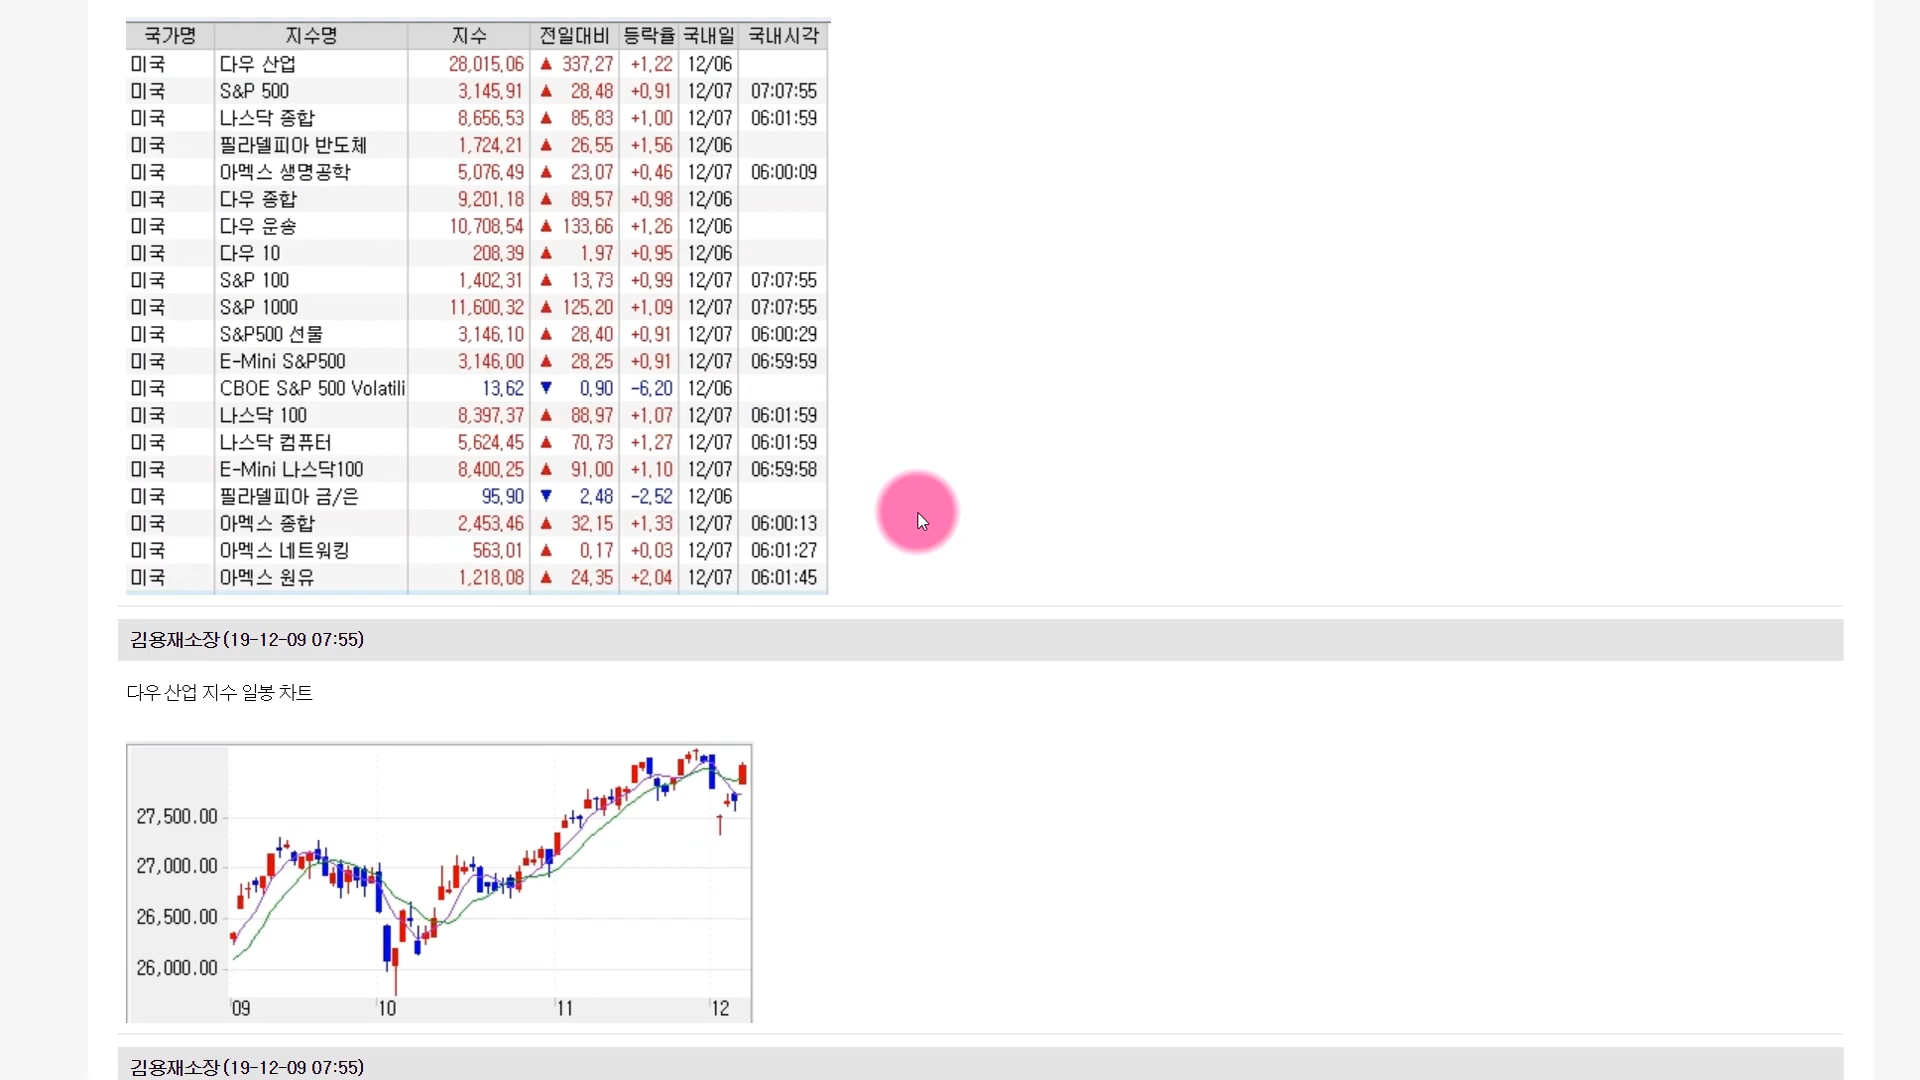 국가명 지수명 지수 전일대비 등락율 국내일 국내시각
미국 다우 산업 28,015,06 ▲ 337,27 +1,22 12/06
미국 S&P 500 3,145,91 ▲ 28,48 +0,91 12/07 07:07:55
미국 나스닥 종합 8,656,53 ▲ 85,83 +1,00 12/07 06:01:59
미국 필라델피아 반도체 1,724,21 ▲ 26,55 +1,56 12/06
미국 아멕스 생명공학 5,076,49 ▲ 23,07 +0,46 12/07 06:00:09
미국 다우 종합 9,201,18 ▲ 89,57 +0,98 12/06
미국 다우 운송 10,708,54 ▲ 133,66 +1,26 12/06
미국 다우 10 208,39 ▲ 1,97 +0,95 12/06
미국 S&P 100 1,402,31 ▲ 13,73 +0,99 12/07 07:07:55
미국 S&P 1000 11,600,32 ▲ 125,20 +1,09 12/07 07:07:55
미국 S&P500 선물 3,146,10 ▲ 28,40 +0,91 12/07 06:00:29
미국 E-Mini S&P500 3,146,00 ▲ 28,25 +0,91 12/07 06:59:59
미국 CBOE S&P 500 Volatili 13,62 ▼ 0,90 -6,20 12/06
미국 나스닥 100 8,397,37 ▲ 88,97 +1,07 12/07 06:01:59
미국 나스닥 컴퓨터 5,624,45 ▲ 70,73 +1,27 12/07 06:01:59
미국 E-Mini 나스닥100 8,400,25 ▲ 91,00 +1,10 12/07 06:59:58
미국 필라델피아 금/은 95,90 ▼ 2,48 -2,52 12/06
미국 아멕스 종합 2,453,46 ▲ 32,15 +1,33 12/07 06:00:13
미국 아멕스 네트워킹 563,01 ▲ 0,17 +0,03 12/07 06:01:27
미국 아멕스 원유 1,218,08 ▲ 24,35 +2,04 12/07 06:01:45
김용재소장 (19-12-09 07:55)
다우 산업 지수 일봉 차트
27,500.00
27,000.00
26,500.00
26,000.00
09 10 11 12
김용재소장 (19-12-09 07:55)